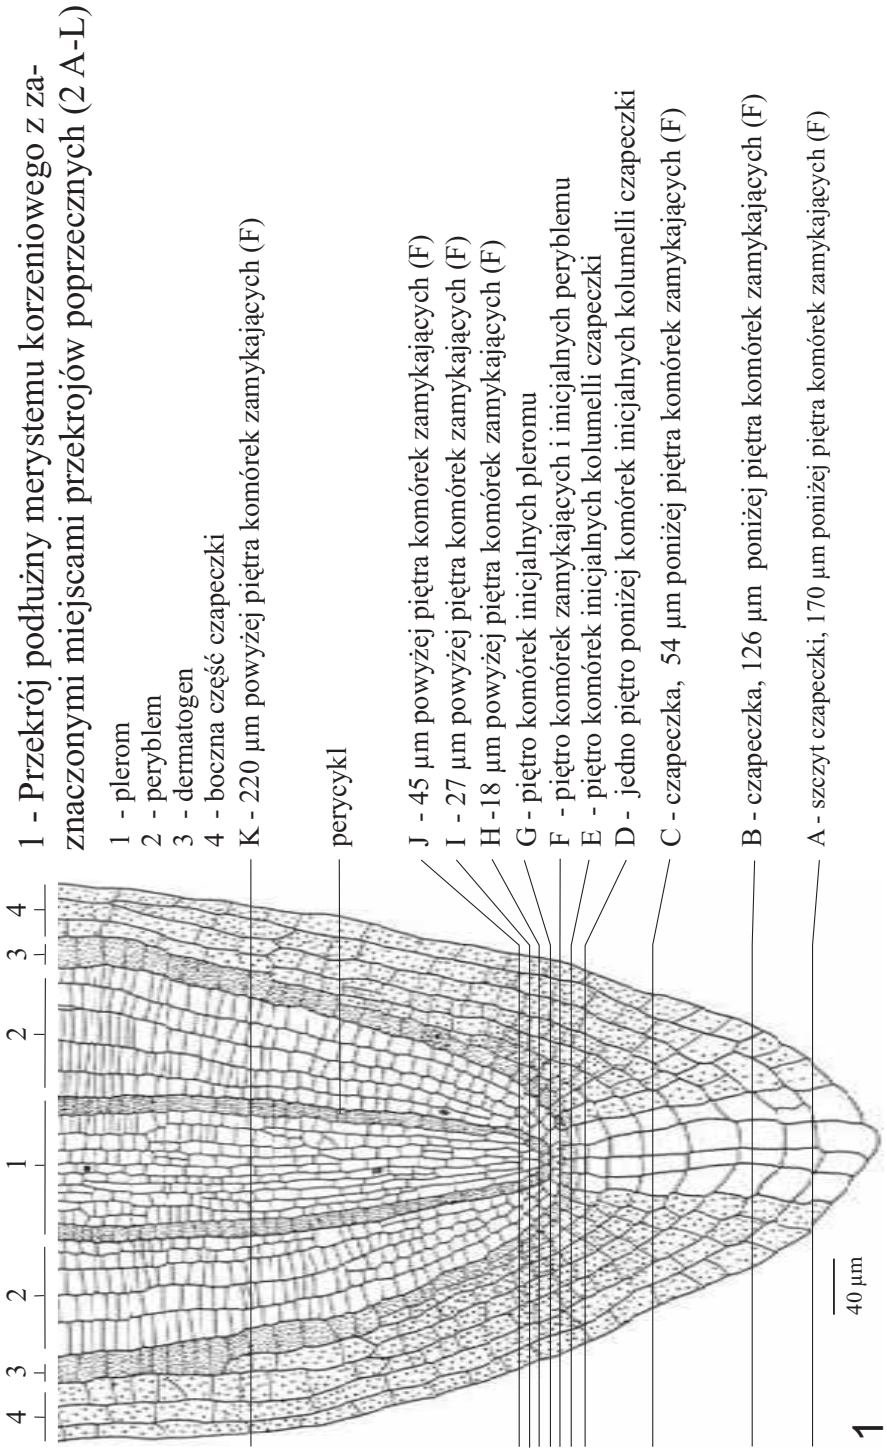 1 - Przekrój podłużny merystemu korzeniowego z za-
znaczonymi miejscami przekrojów poprzecznych (2 A-L)
1 - plerom
2 - peryblem
3 - dermatogen
4 - boczna część czapeczki
K - 220 µm powyżej piętra komórek zamykających (F)
perycykl
J - 45 µm powyżej piętra komórek zamykających (F)
I - 27 µm powyżej piętra komórek zamykających (F)
H -18 µm powyżej piętra komórek zamykających (F)
G - piętro komórek inicjalnych pleromu
F - piętro komórek zamykających i inicjalnych peryblemu
E - piętro komórek inicjalnych kolumelli czapeczki
D - jedno piętro poniżej komórek inicjalnych kolumelli czapeczki
C - czapeczka, 54 µm poniżej piętra komórek zamykających (F)
B - czapeczka, 126 µm poniżej piętra komórek zamykających (F)
A - szczyt czapeczki, 170 µm poniżej piętra komórek zamykających (F)
4 3 2 1 2 3 4
40 µm
1